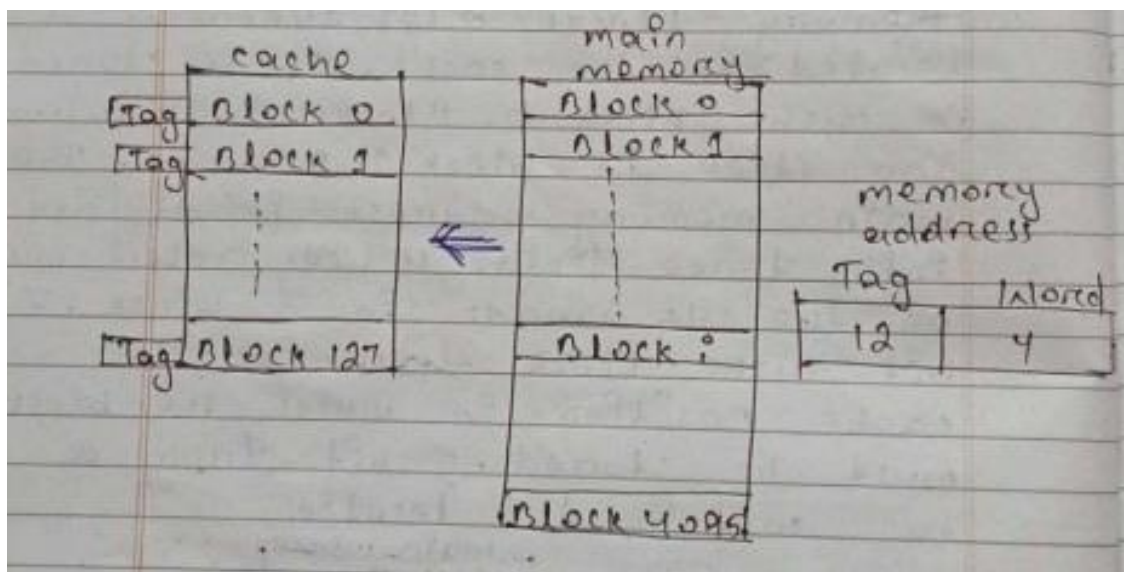 cache
Tag Block 0
Tag Block 1
Tag Block 127
main
memory
Block 0
Block 1
Block i
Block 4095
memory
address
Tag Word
12 4